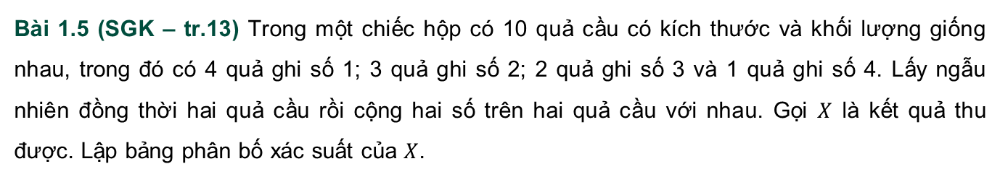 Bài 1.5 (SGK – tr.13) Trong một chiếc hộp có 10 quả cầu có kích thước và khối lượng giống
nhau, trong đó có 4 quả ghi số 1; 3 quả ghi số 2; 2 quả ghi số 3 và 1 quả ghi số 4. Lấy ngẫu
nhiên đồng thời hai quả cầu rồi cộng hai số trên hai quả cầu với nhau. Gọi X là kết quả thu
được. Lập bảng phân bố xác suất của X.